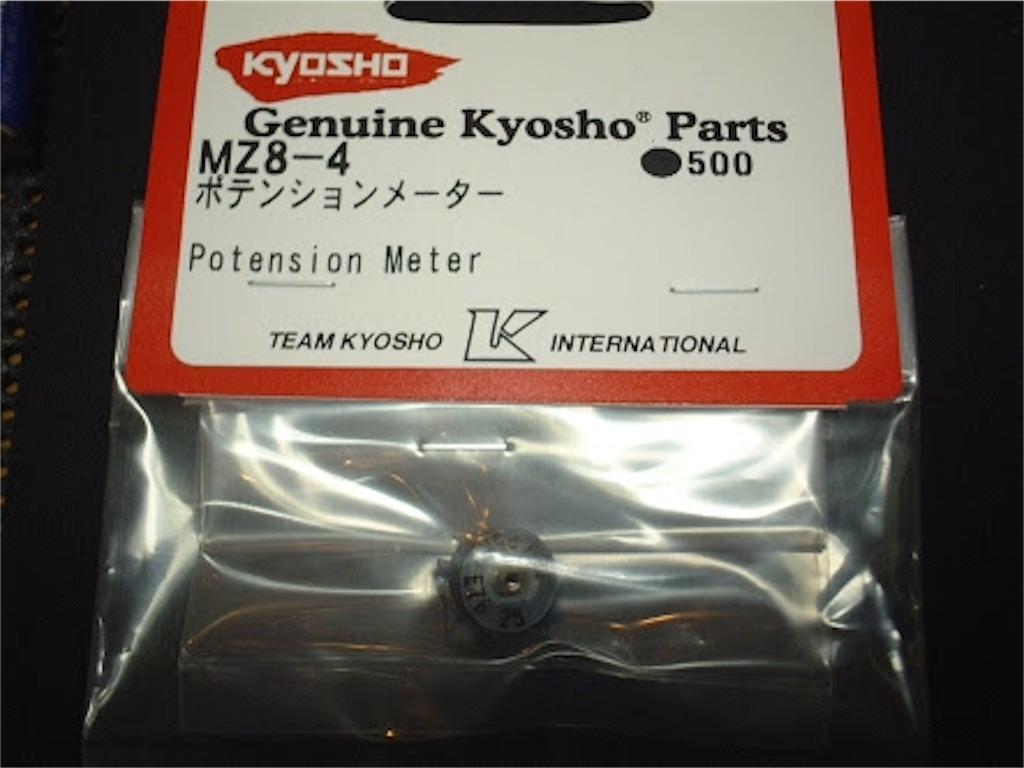 KYOSHO
Genuine Kyosho® Parts
MZ8-4 ●500
ポテンションメーター
Potension Meter
TEAM KYOSHO K INTERNATIONAL
25